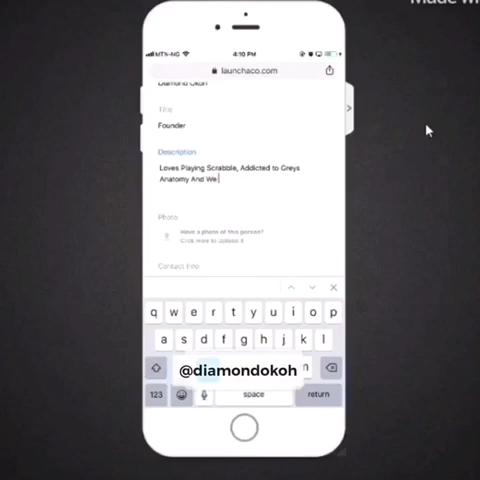 Made wi
MTN-NG
4:10 PM
launchaco.com
Diamond Okoh
Title
Founder
Description
Loves Playing Scrabble, Addicted to Greys
Anatomy And We
Photo
Have a photo of this person?
Click here to upload it
Contact Info
q w e r t y u i o p
a s d f g h j k l
@diamondokoh
123
space
return